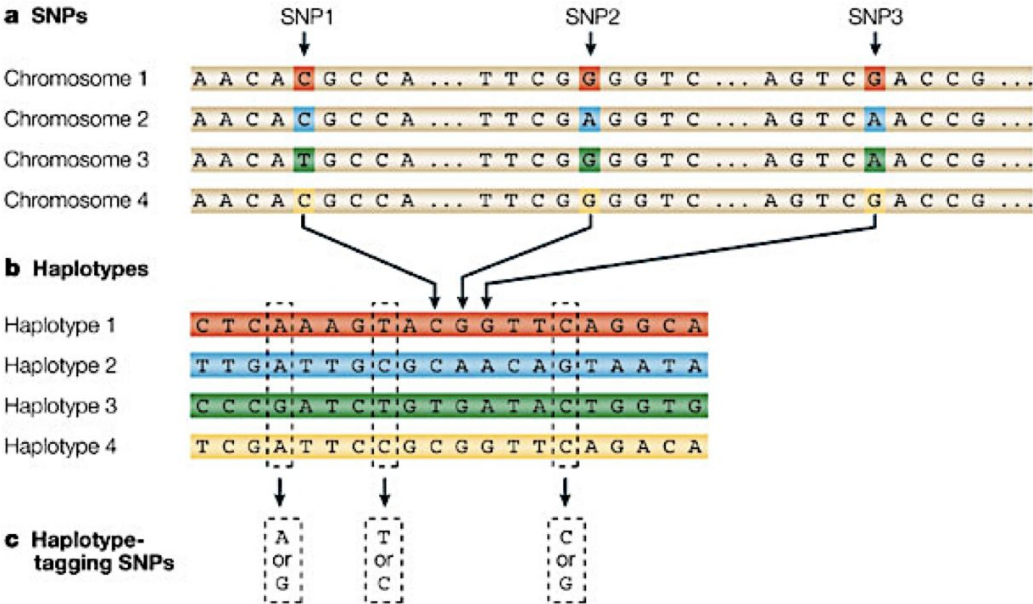 a SNPs SNP1 SNP2 SNP3
Chromosome 1 A A C A C G C C A ... T T C G G G G T C ... A G T C G A C C G ...
Chromosome 2 A A C A C G C C A ... T T C G A G G T C ... A G T C A A C C G ...
Chromosome 3 A A C A T G C C A ... T T C G G G G T C ... A G T C A A C C G ...
Chromosome 4 A A C A C G C C A ... T T C G G G G T C ... A G T C G A C C G ...
b Haplotypes
Haplotype 1 C T C A A A G T A C G G T T C A G G C A
Haplotype 2 T T G A T T G C G C A A C A G T A A T A
Haplotype 3 C C C G A T C T G T G A T A C T G G T G
Haplotype 4 T C G A T T C C G C G G T T C A G A C A
c Haplotype-
tagging SNPs
A T C
or or or
G C G